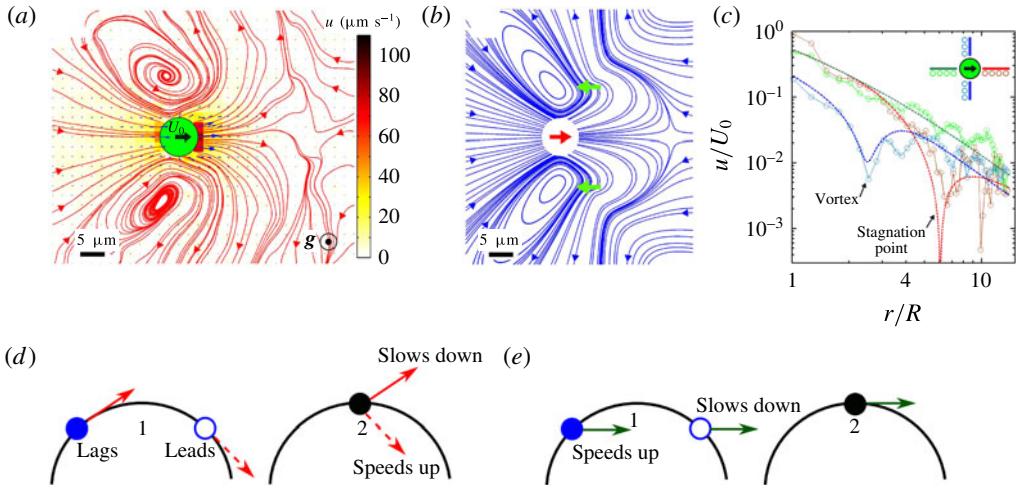 (a)
u (μm s⁻¹)
100
80
60
40
20
0
U₀
5 μm
g
(b)
5 μm
(c)
10⁰
10⁻¹
10⁻²
10⁻³
u/U₀
Vortex
Stagnation
point
1
4
10
r/R
(d)
Slows down
1
Lags
Leads
2
Speeds up
(e)
Slows down
1
Speeds up
2